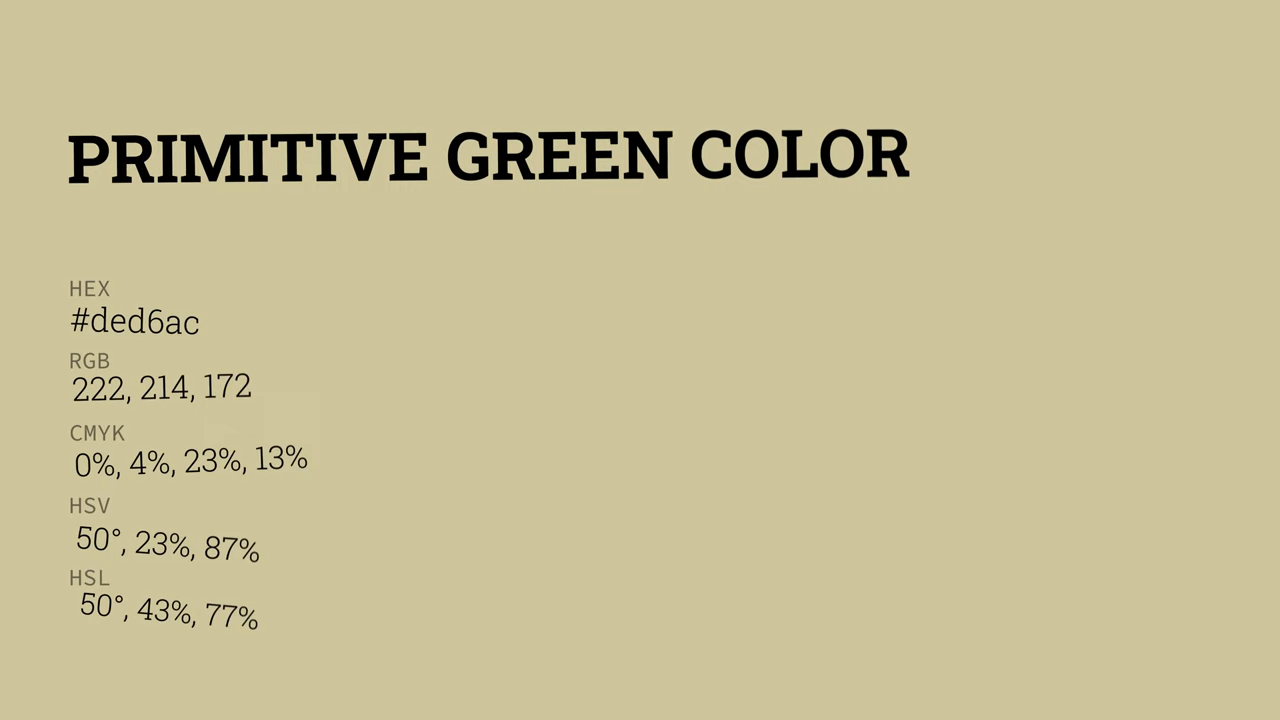 PRIMITIVE GREEN COLOR
HEX
#ded6ac
RGB
222, 214, 172
CMYK
0%, 4%, 23%, 13%
HSV
50°, 23%, 87%
HSL
50°, 43%, 77%